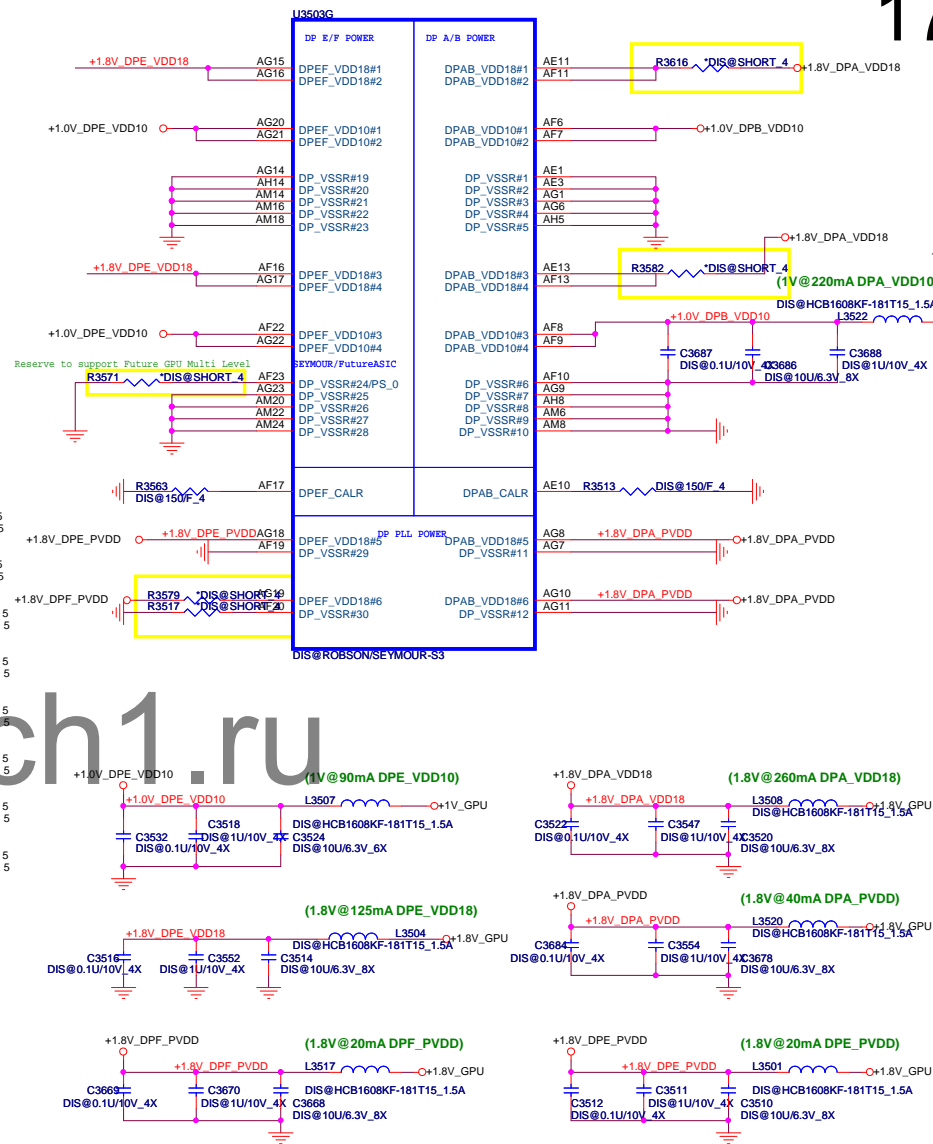 U3503G
DP E/F POWER
DP A/B POWER
+1.8V_DPE_VDD18
AG15
AG16
DPEF_VDD18#1
DPEF_VDD18#2
DPAB_VDD18#1
DPAB_VDD18#2
AE11
AF11
R3616
*DIS@SHORT_4
+1.8V_DPA_VDD18
+1.0V_DPE_VDD10
AG20
AG21
DPEF_VDD10#1
DPEF_VDD10#2
DPAB_VDD10#1
DPAB_VDD10#2
AF6
AF7
+1.0V_DPB_VDD10
AG14
AH14
AM14
AM16
AM18
DP_VSSR#19
DP_VSSR#20
DP_VSSR#21
DP_VSSR#22
DP_VSSR#23
DP_VSSR#1
DP_VSSR#2
DP_VSSR#3
DP_VSSR#4
DP_VSSR#5
AE1
AE3
AG1
AG6
AH5
+1.8V_DPA_VDD18
+1.8V_DPE_VDD18
AF16
AG17
DPEF_VDD18#3
DPEF_VDD18#4
DPAB_VDD18#3
DPAB_VDD18#4
AE13
AF13
R3582
*DIS@SHORT_4
(1V@220mA DPA_VDD10
DIS@HCB1608KF-181T15_1.5A
L3522
+1.0V_DPB_VDD10
+1.0V_DPE_VDD10
AF22
AG22
DPEF_VDD10#3
DPEF_VDD10#4
DPAB_VDD10#3
DPAB_VDD10#4
AF8
AF9
C3687
DIS@0.1U/10V_4X
C3686
DIS@10U/6.3V_8X
C3688
DIS@1U/10V_4X
Reserve to support Future GPU Multi Level
SEYMOUR/FutureASIC
R3571
*DIS@SHORT_4
AF23
AG23
AM20
AM22
AM24
DP_VSSR#24/PS_0
DP_VSSR#25
DP_VSSR#26
DP_VSSR#27
DP_VSSR#28
DP_VSSR#6
DP_VSSR#7
DP_VSSR#8
DP_VSSR#9
DP_VSSR#10
AF10
AG9
AH8
AM6
AM8
R3563
DIS@150/F_4
AF17
DPEF_CALR
DPAB_CALR
AE10
R3513
DIS@150/F_4
DP PLL POWER
+1.8V_DPE_PVDD
+1.8V_DPE_PVDD
AG18
AF19
DPEF_VDD18#5
DP_VSSR#29
DPAB_VDD18#5
DP_VSSR#11
AG8
AG7
+1.8V_DPA_PVDD
+1.8V_DPA_PVDD
+1.8V_DPF_PVDD
R3579
*DIS@SHORT_4
AG19
R3517
*DIS@SHORT_4
AF20
DPEF_VDD18#6
DP_VSSR#30
DPAB_VDD18#6
DP_VSSR#12
AG10
AG11
+1.8V_DPA_PVDD
+1.8V_DPA_PVDD
DIS@ROBSON/SEYMOUR-S3
ch1.ru
+1.0V_DPE_VDD10
(1V@90mA DPE_VDD10)
+1.0V_DPE_VDD10
L3507
+1V_GPU
DIS@HCB1608KF-181T15_1.5A
C3532
DIS@0.1U/10V_4X
C3518
DIS@1U/10V_4X
C3524
DIS@10U/6.3V_6X
+1.8V_DPA_VDD18
(1.8V@260mA DPA_VDD18)
+1.8V_DPA_VDD18
L3508
+1.8V_GPU
DIS@HCB1608KF-181T15_1.5A
C3522
DIS@0.1U/10V_4X
C3547
DIS@1U/10V_4X
C3520
DIS@10U/6.3V_8X
(1.8V@125mA DPE_VDD18)
+1.8V_DPE_VDD18
L3504
+1.8V_GPU
DIS@HCB1608KF-181T15_1.5A
C3516
DIS@0.1U/10V_4X
C3552
DIS@1U/10V_4X
C3514
DIS@10U/6.3V_8X
+1.8V_DPA_PVDD
(1.8V@40mA DPA_PVDD)
+1.8V_DPA_PVDD
L3520
+1.8V_GPU
DIS@HCB1608KF-181T15_1.5A
C3684
DIS@0.1U/10V_4X
C3554
DIS@1U/10V_4X
C3678
DIS@10U/6.3V_8X
+1.8V_DPF_PVDD
(1.8V@20mA DPF_PVDD)
+1.8V_DPF_PVDD
L3517
+1.8V_GPU
DIS@HCB1608KF-181T15_1.5A
C3669
DIS@0.1U/10V_4X
C3670
DIS@1U/10V_4X
C3668
DIS@10U/6.3V_8X
+1.8V_DPE_PVDD
(1.8V@20mA DPE_PVDD)
+1.8V_DPE_PVDD
L3501
+1.8V_GPU
DIS@HCB1608KF-181T15_1.5A
C3512
DIS@0.1U/10V_4X
C3511
DIS@1U/10V_4X
C3510
DIS@10U/6.3V_8X